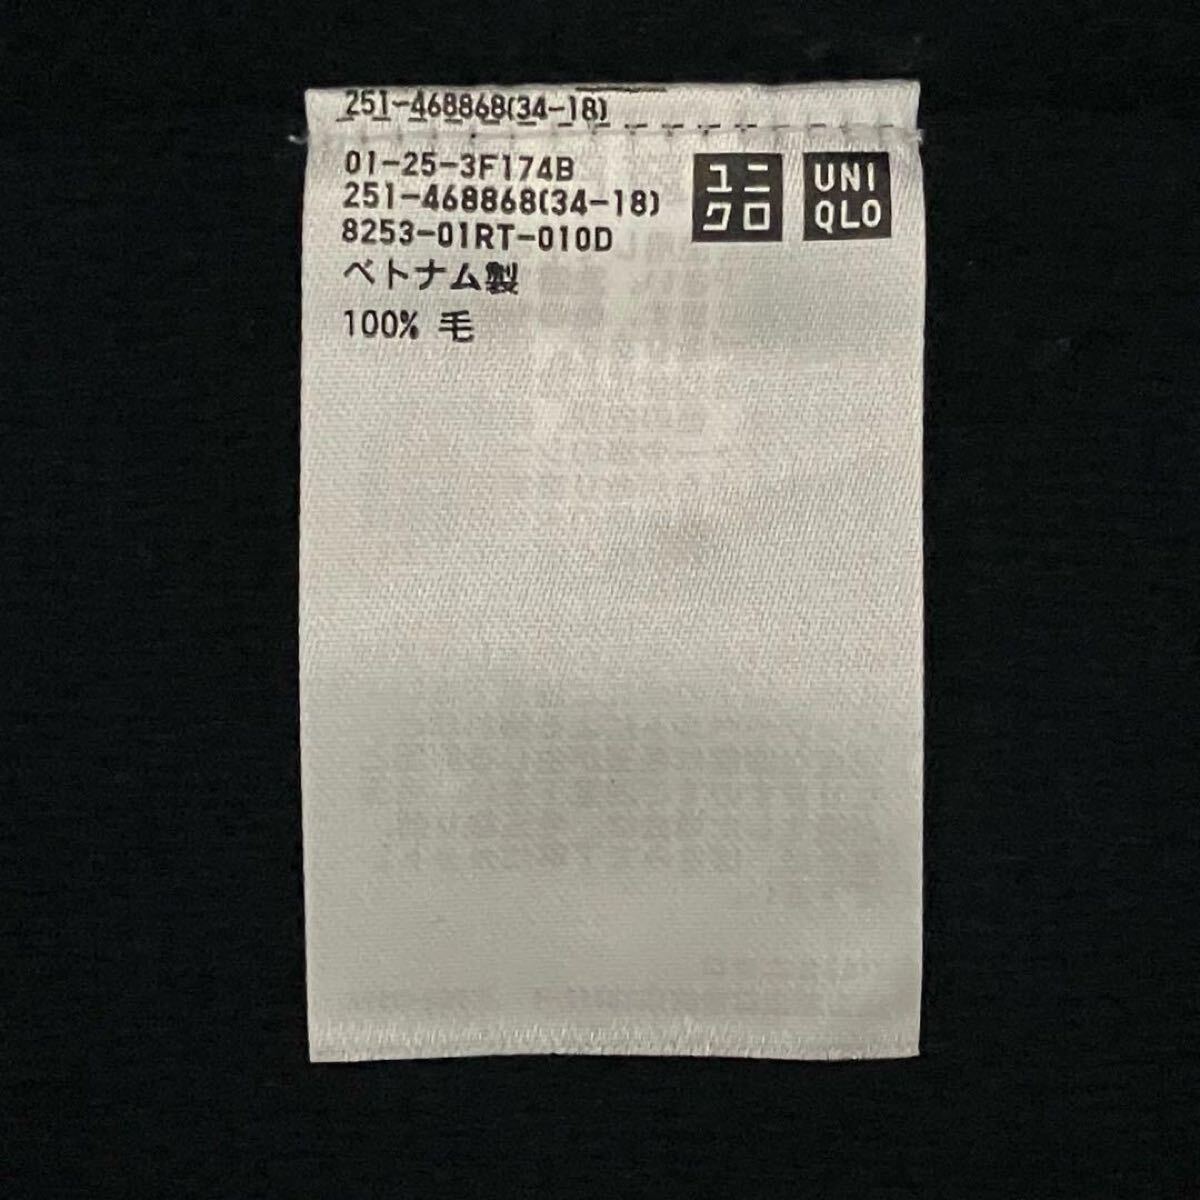 251-468868(34-18)
01-25-3F174B
251-468868(34-18)
8253-01RT-010D
ベトナム製
100% 毛
ユニ
クロ
UNI
QLO